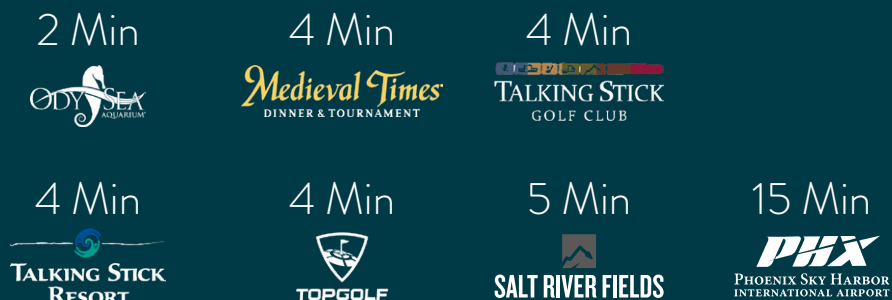 2 Min
4 Min
4 Min
ODYSEA
AQUARIUM
Medieval Times
DINNER & TOURNAMENT
TALKING STICK
GOLF CLUB
4 Min
4 Min
5 Min
15 Min
TALKING STICK
RESORT
TOPGOLF
SALT RIVER FIELDS
PHX
PHOENIX SKY HARBOR
INTERNATIONAL AIRPORT